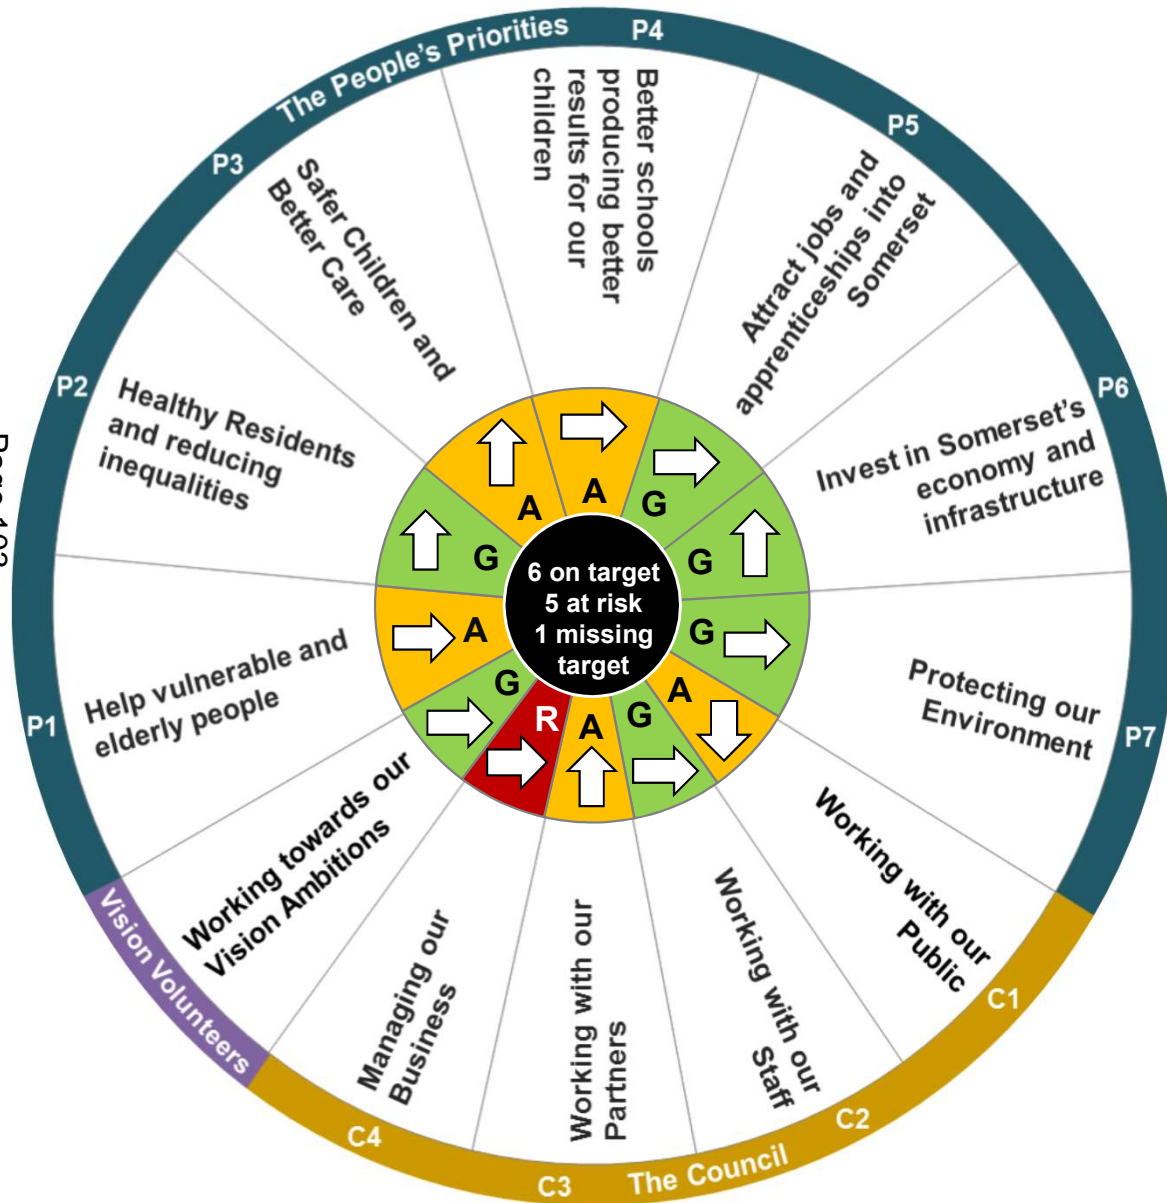 The People's Priorities
P4
P5
P6
P7
C1
C2
The Council
C3
C4
Vision Volunteers
P1
P2
P3
Better schools
producing better
results for our
children
Attract jobs and
apprenticeships into
Somerset
Invest in Somerset's
economy and
infrastructure
Protecting our
Environment
Working with our
Public
Working with our
Staff
Working with our
Partners
Managing our
Business
Working towards our
Vision Ambitions
Help vulnerable and
elderly people
Healthy Residents
and reducing
inequalities
Safer Children and
Better Care
A
G
G
G
A
G
A
R
G
A
G
A
6 on target
5 at risk
1 missing
target